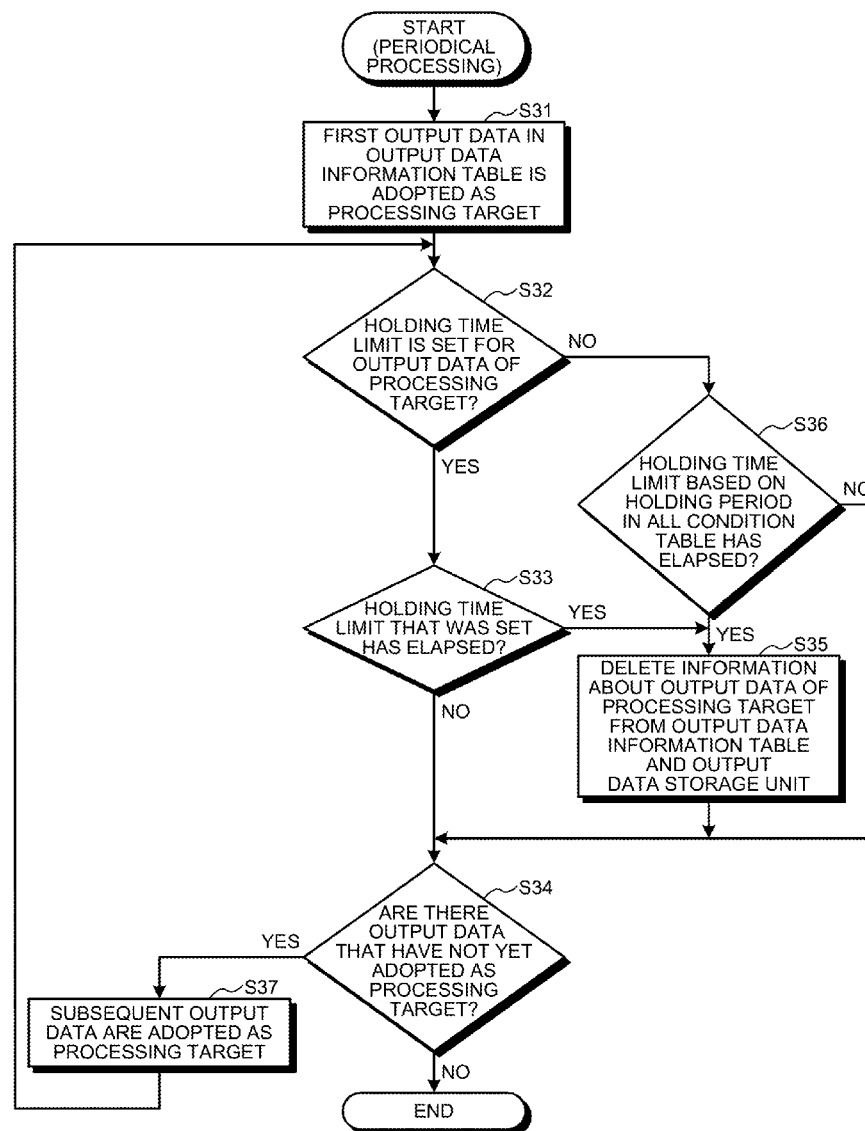 START
(PERIODICAL
PROCESSING)
S31
FIRST OUTPUT DATA IN
OUTPUT DATA
INFORMATION TABLE IS
ADOPTED AS
PROCESSING TARGET
S32
HOLDING TIME
LIMIT IS SET FOR
OUTPUT DATA OF
PROCESSING
TARGET?
NO
YES
S36
HOLDING TIME
LIMIT BASED ON
HOLDING PERIOD
IN ALL CONDITION
TABLE HAS
ELAPSED?
NO
YES
S33
HOLDING TIME
LIMIT THAT WAS SET
HAS ELAPSED?
YES
NO
S35
DELETE INFORMATION
ABOUT OUTPUT DATA OF
PROCESSING TARGET
FROM OUTPUT DATA
INFORMATION TABLE
AND OUTPUT
DATA STORAGE UNIT
S34
ARE THERE
OUTPUT DATA
THAT HAVE NOT YET
ADOPTED AS
PROCESSING
TARGET?
YES
NO
S37
SUBSEQUENT OUTPUT
DATA ARE ADOPTED AS
PROCESSING TARGET
END